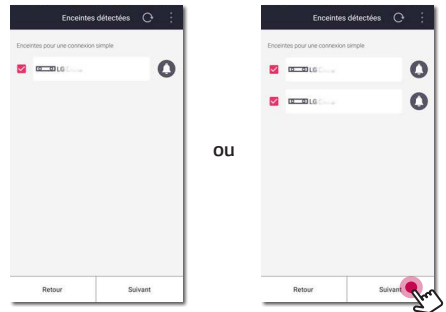 Enceintes détectées
Enceintes pour une connexion simple
LG
Retour Suivant
ou
Enceintes détectées
Enceintes pour une connexion simple
LG
LG
Retour Suivant